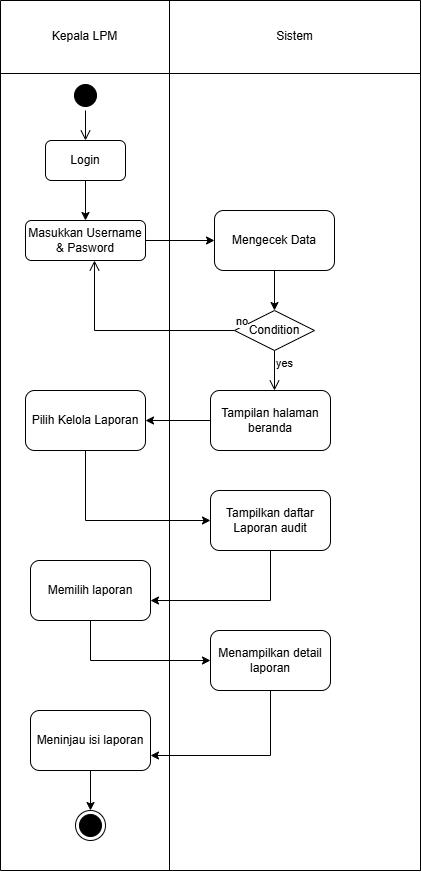 Kepala LPM
Sistem
Login
Masukkan Username
& Pasword
Mengecek Data
no
Condition
yes
Pilih Kelola Laporan
Tampilan halaman
beranda
Tampilkan daftar
Laporan audit
Memilih laporan
Menampilkan detail
laporan
Meninjau isi laporan